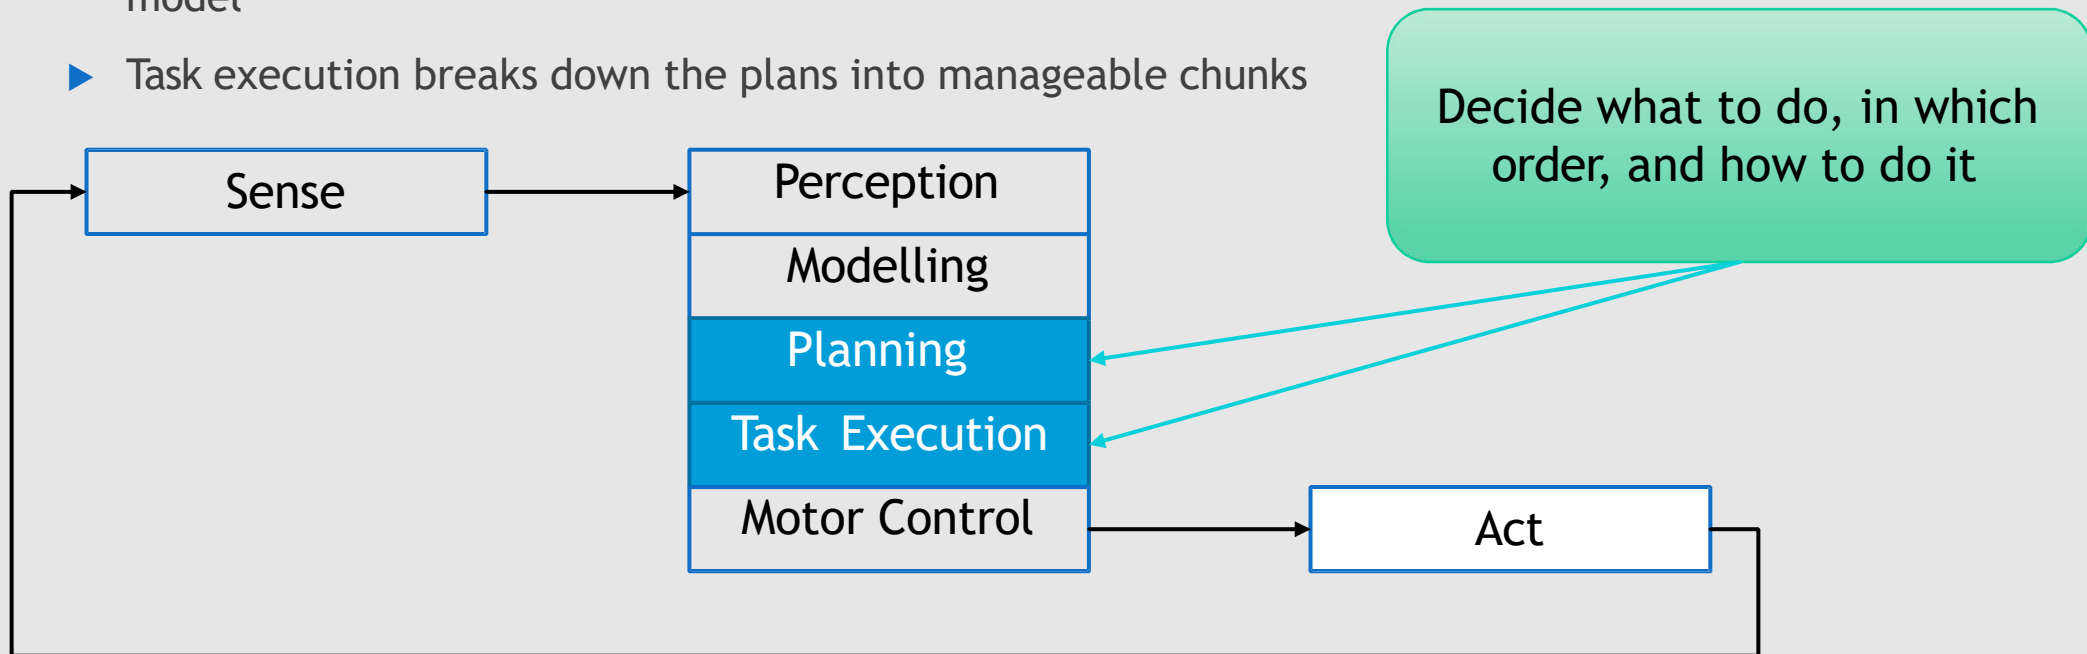 model
Task execution breaks down the plans into manageable chunks
Decide what to do, in which
order, and how to do it
Sense
Perception
Modelling
Planning
Task Execution
Motor Control
Act